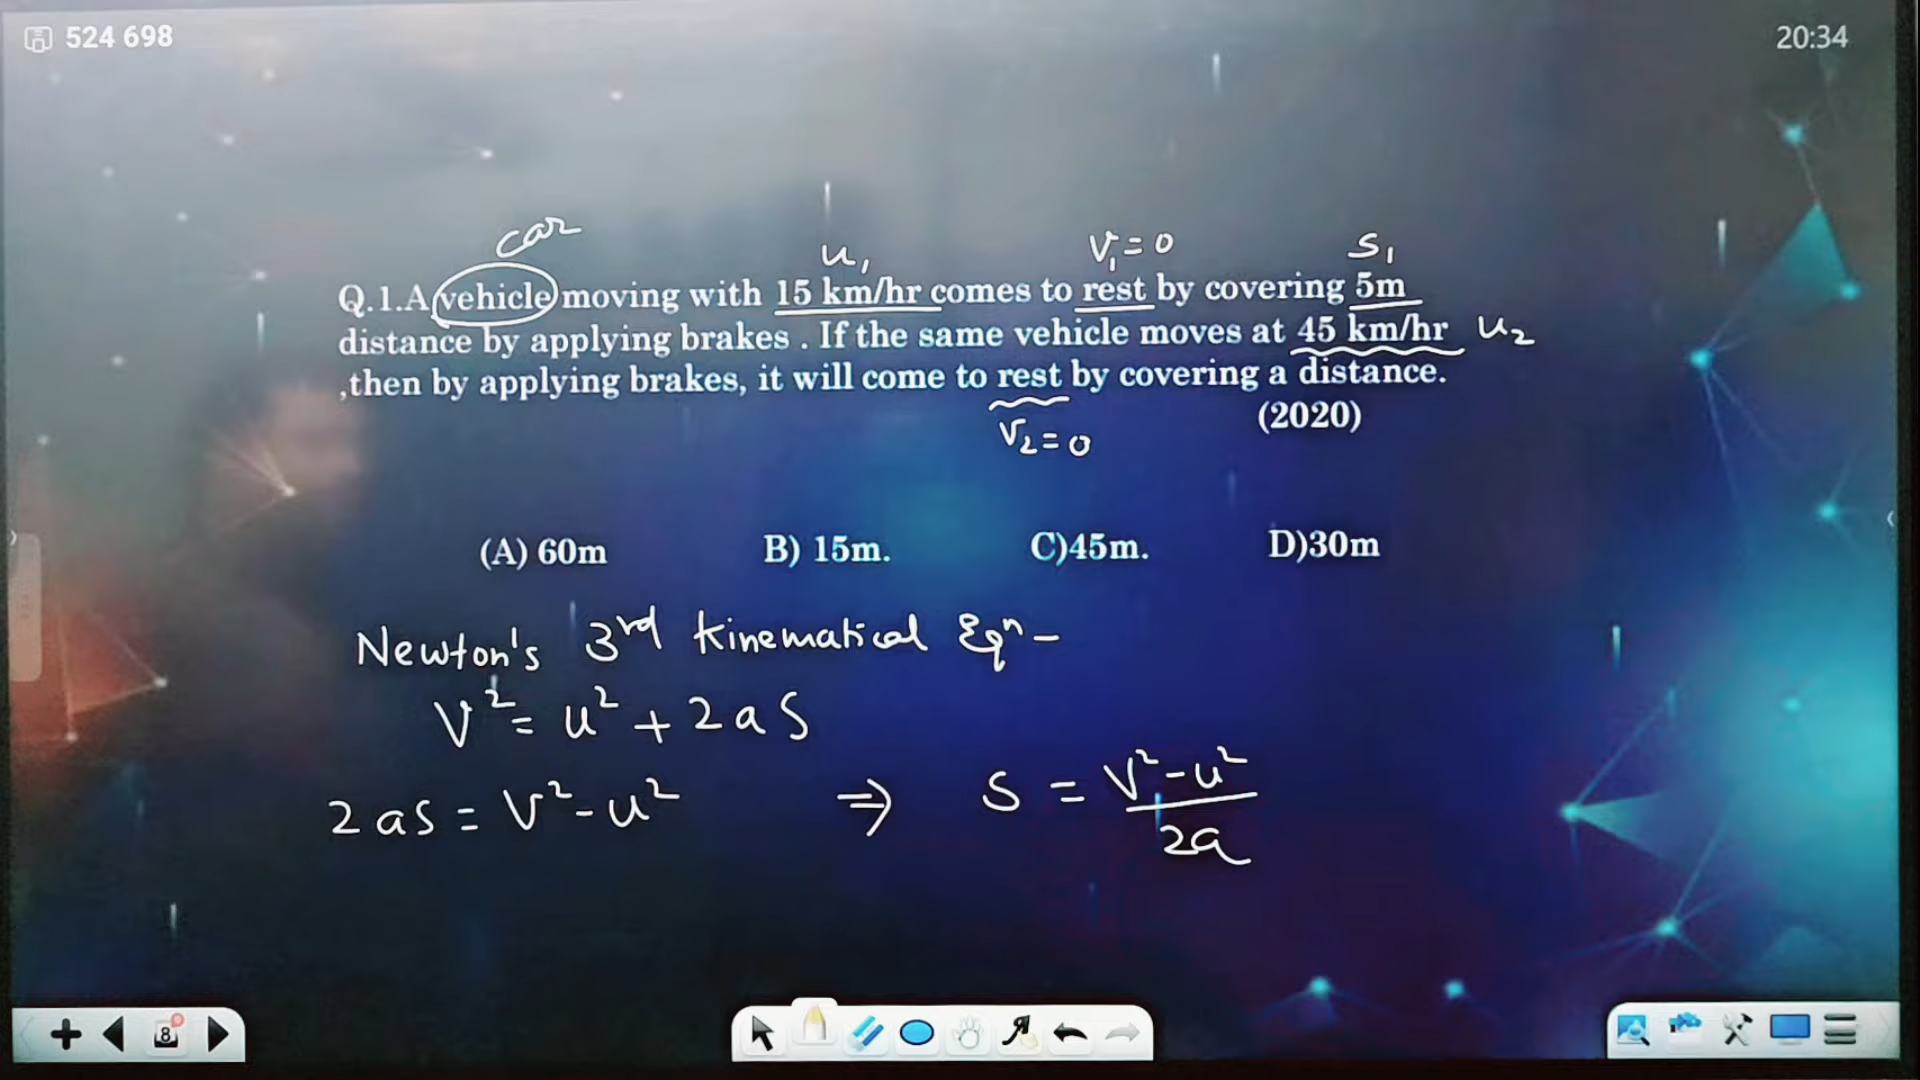 524 698
20:34
car
u₁ V₁=0 S₁
Q.1.A vehicle moving with 15 km/hr comes to rest by covering 5m
distance by applying brakes . If the same vehicle moves at 45 km/hr u₂
,then by applying brakes, it will come to rest by covering a distance.
(2020)
V₂=0
(A) 60m B) 15m. C)45m. D)30m
Newton's 3rd kinematical Eqn –
V² = u² + 2aS
2as = V² – u² ⇒ S = (V² – u²)/2a
8